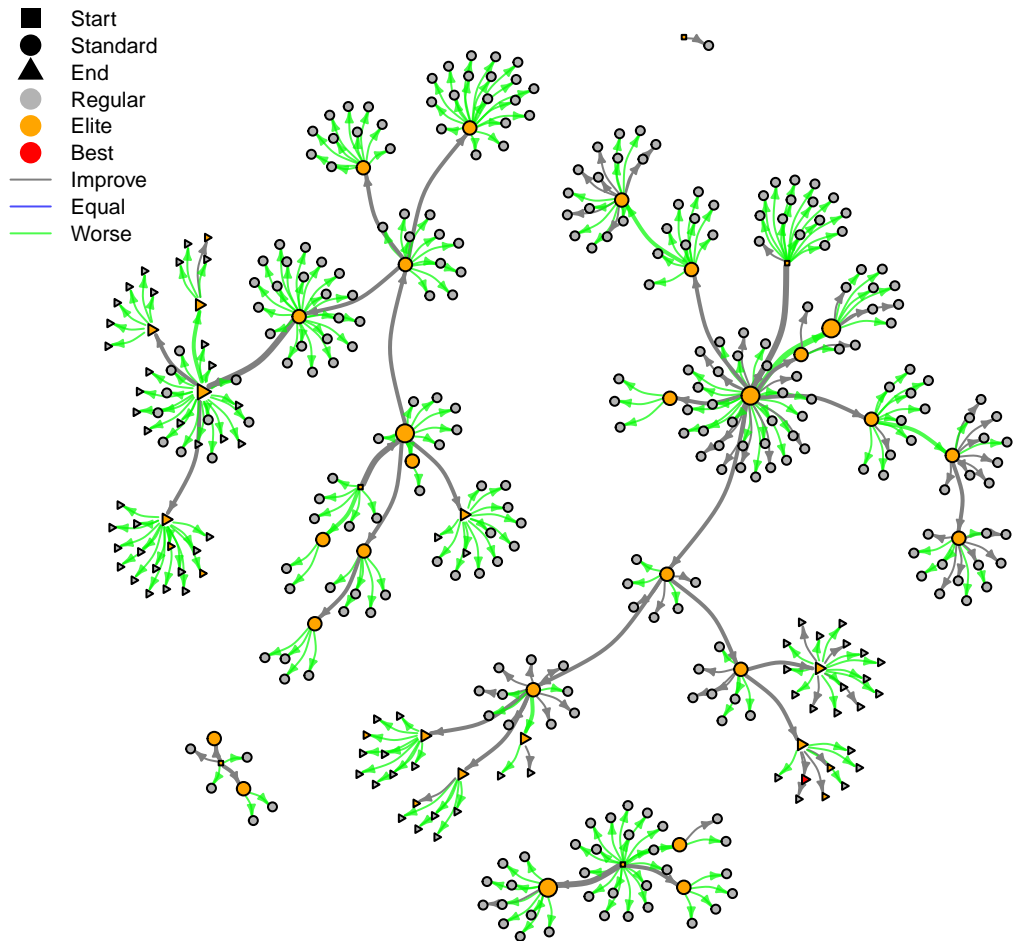 Start
Standard
End
Regular
Elite
Best
Improve
Equal
Worse